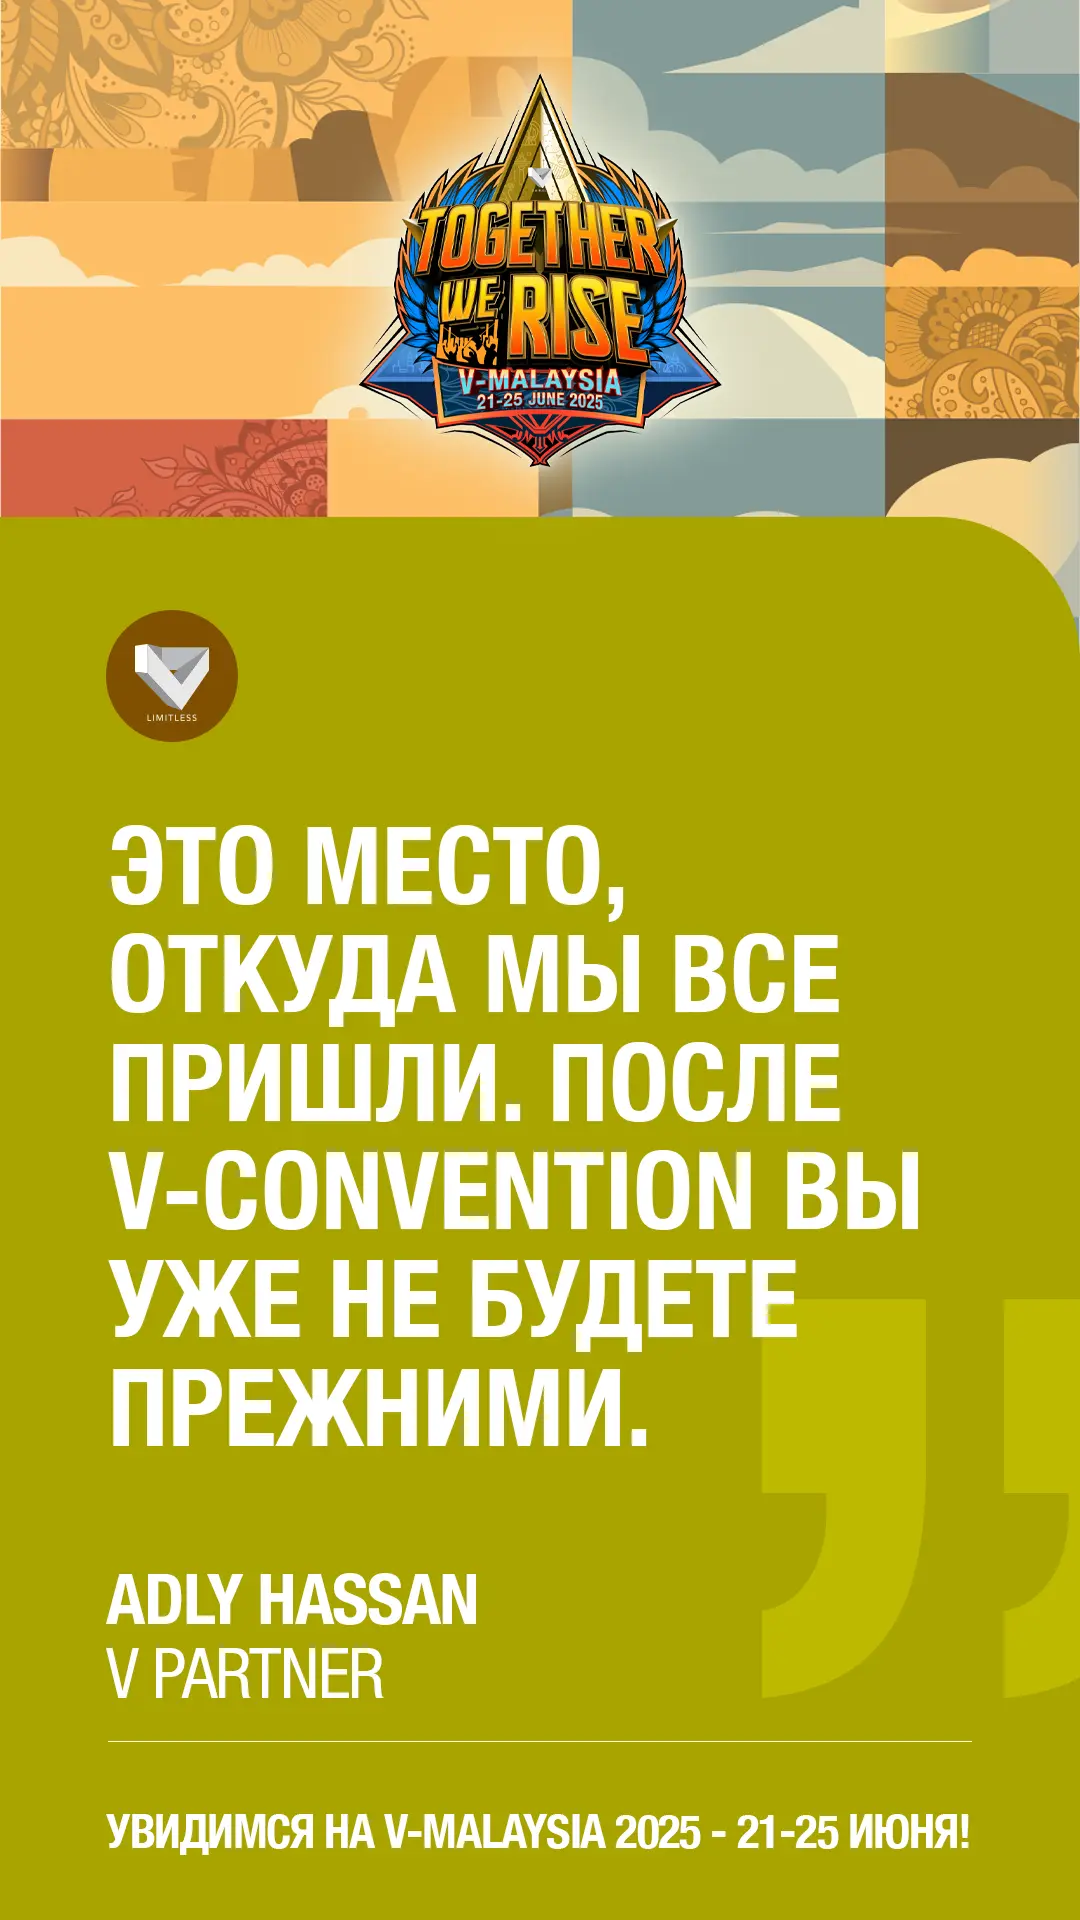 TOGETHER
WE RISE
V-MALAYSIA
21-25 JUNE 2025
LIMITLESS
ЭТО МЕСТО,
ОТКУДА МЫ ВСЕ
ПРИШЛИ. ПОСЛЕ
V-CONVENTION ВЫ
УЖЕ НЕ БУДЕТЕ
ПРЕЖНИМИ.
ADLY HASSAN
V PARTNER
УВИДИМСЯ НА V-MALAYSIA 2025 - 21-25 ИЮНЯ!